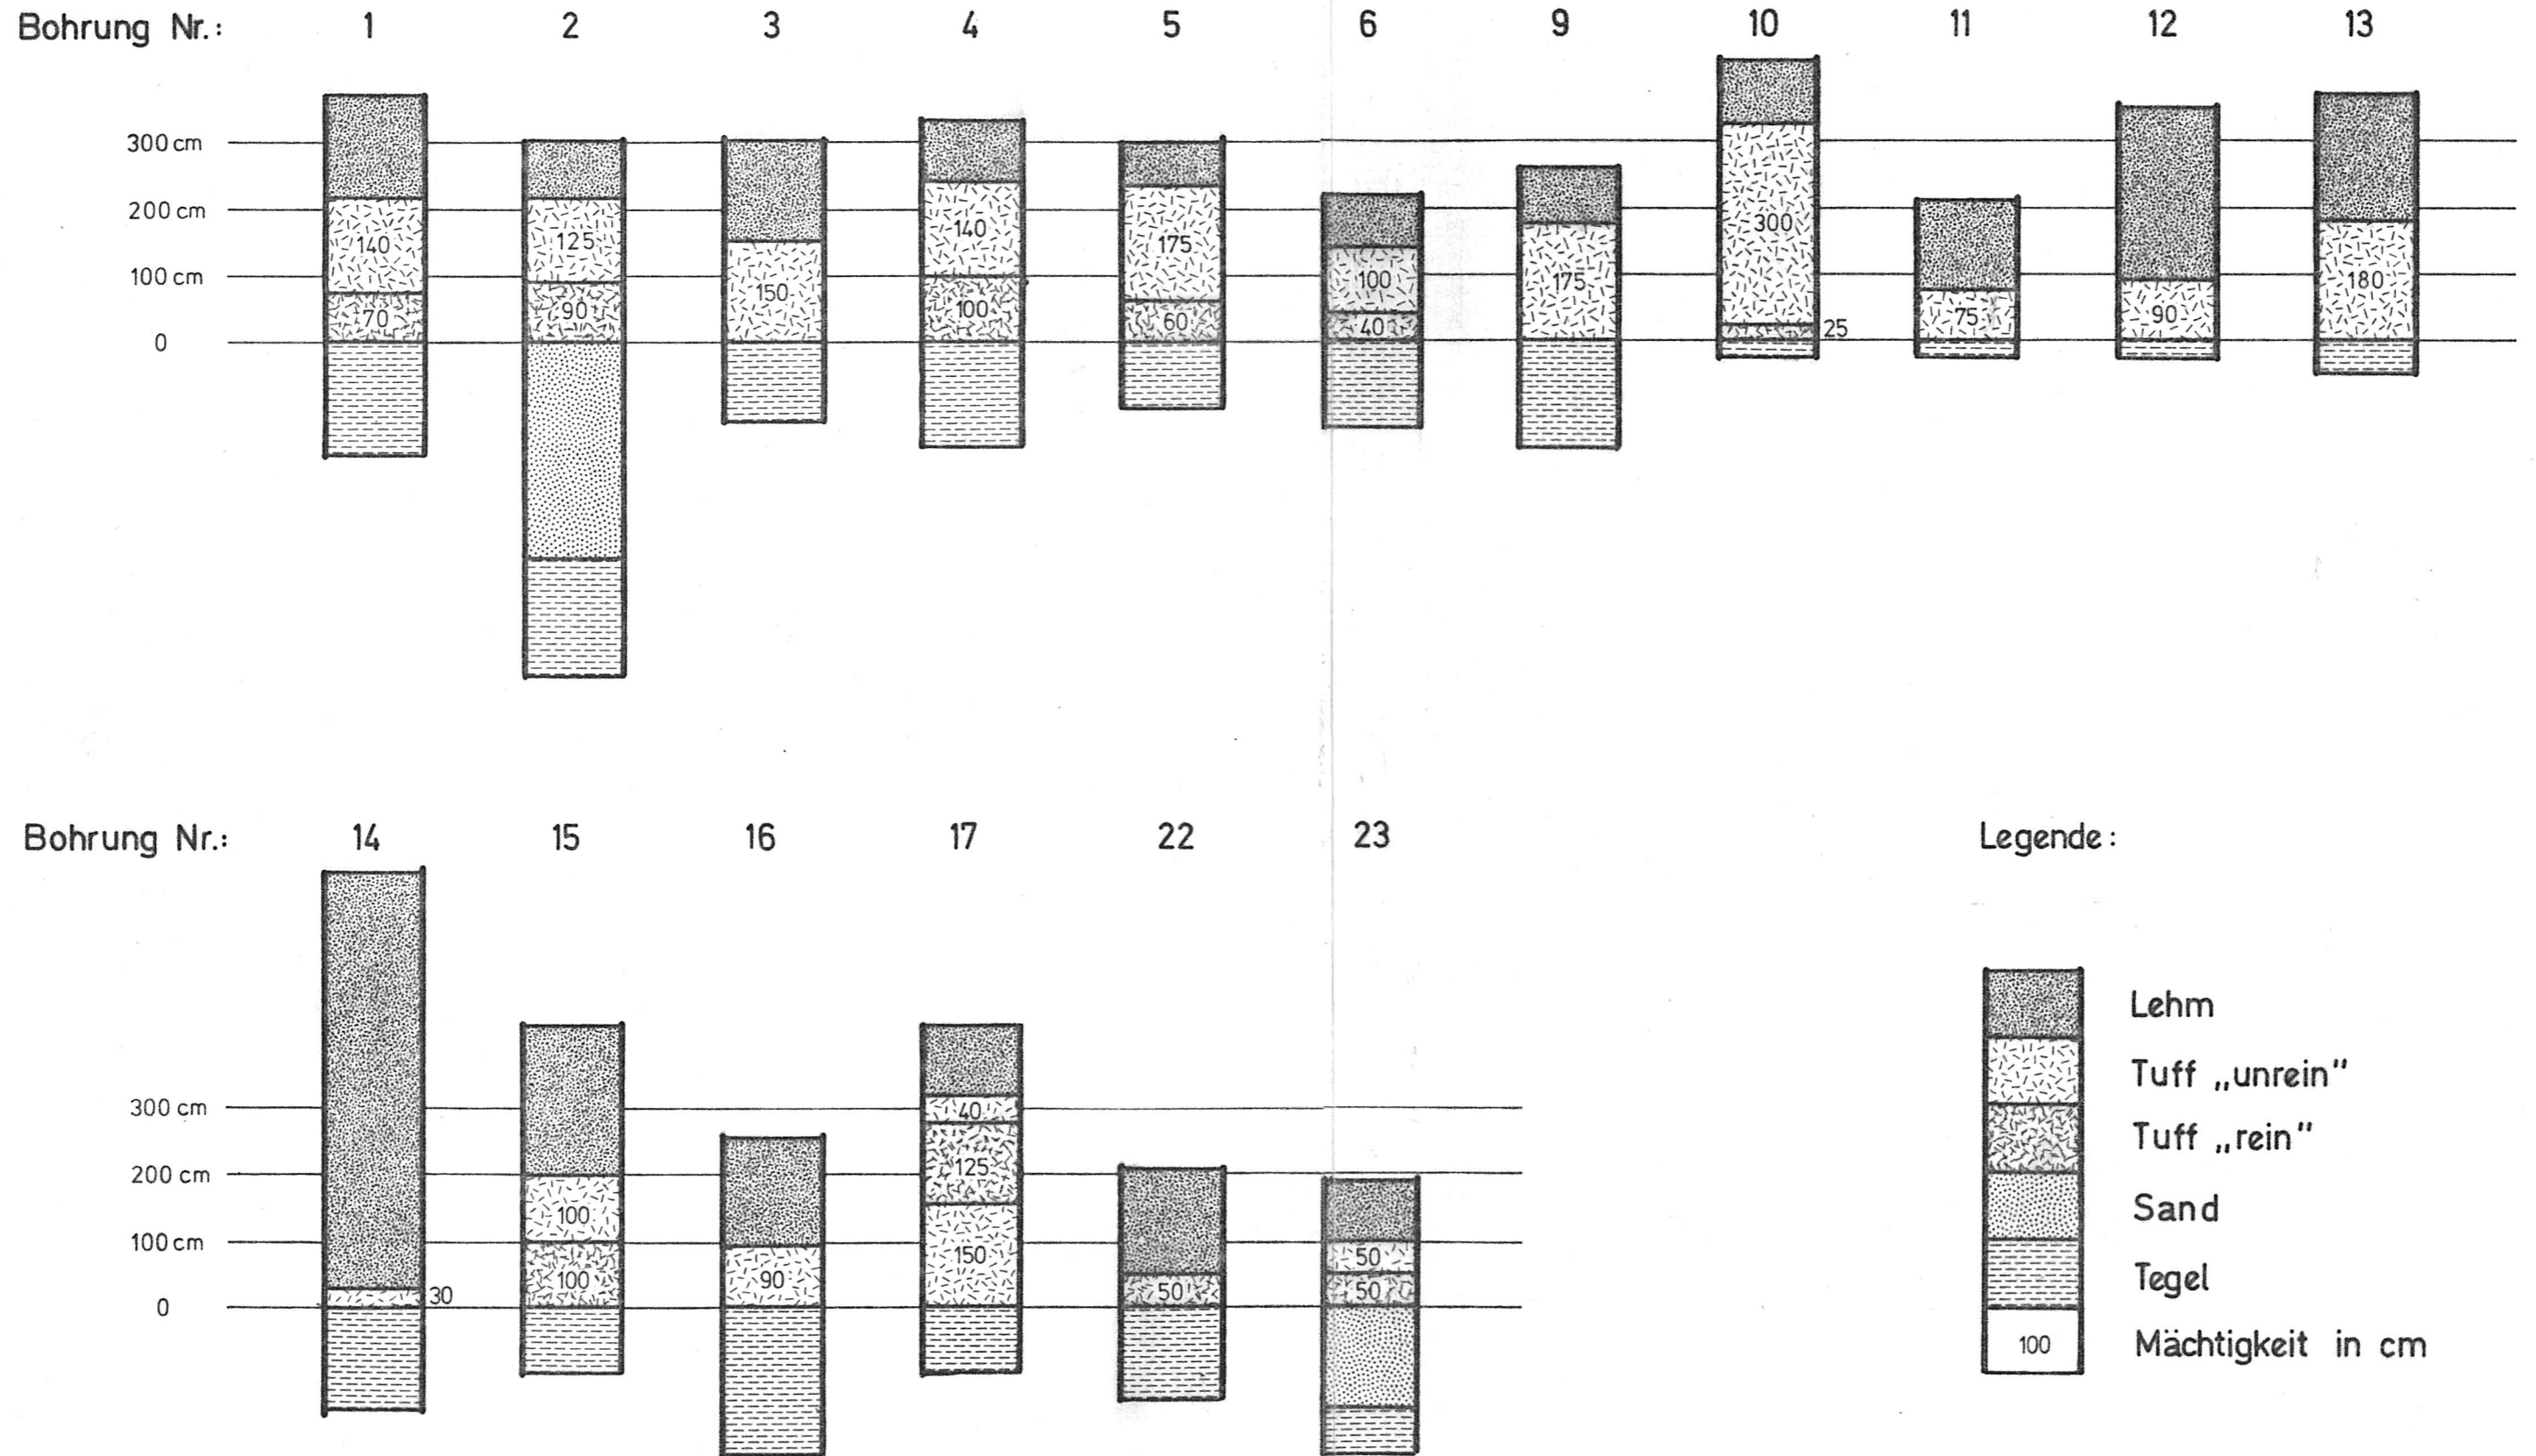 Bohrung Nr.: 1 2 3 4 5 6 9 10 11 12 13
300 cm
200 cm
100 cm
0
140
70
125
90
150
140
100
175
60
100
40
175
300
25
75
90
180
Bohrung Nr.: 14 15 16 17 22 23
300 cm
200 cm
100 cm
0
30
100
100
90
40
125
150
50
50
50
Legende:
Lehm
Tuff „unrein"
Tuff „rein"
Sand
Tegel
100 Mächtigkeit in cm